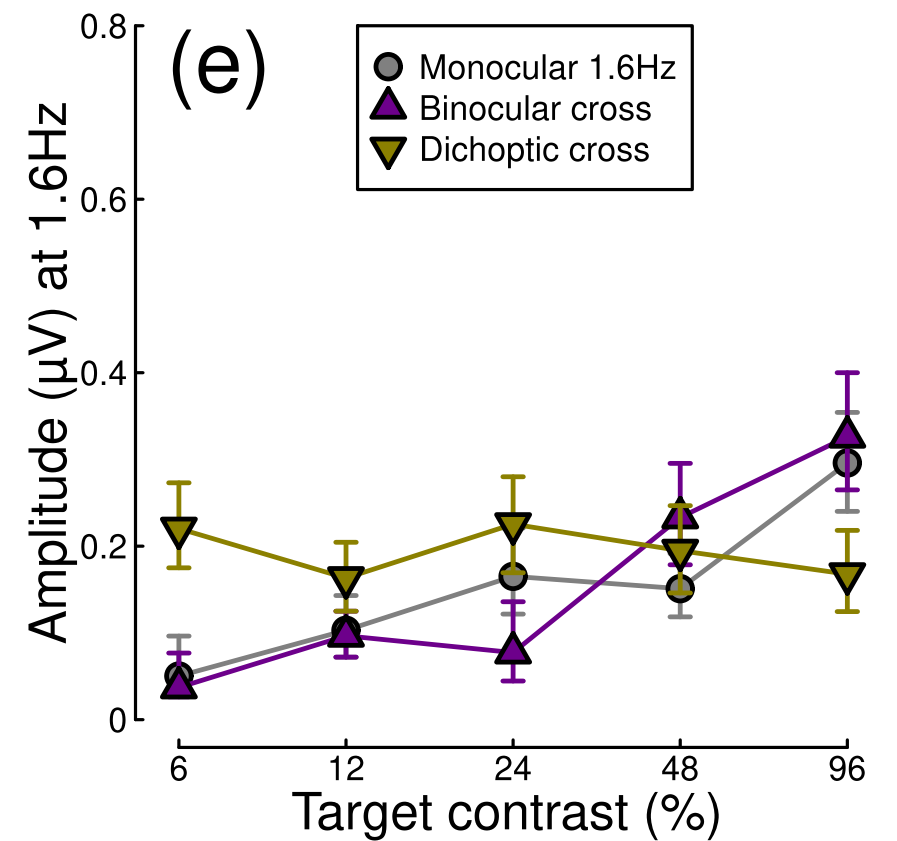 (e)
Monocular 1.6Hz
Binocular cross
Dichoptic cross
Amplitude (µV) at 1.6Hz
0.8
0.6
0.4
0.2
0
6 12 24 48 96
Target contrast (%)